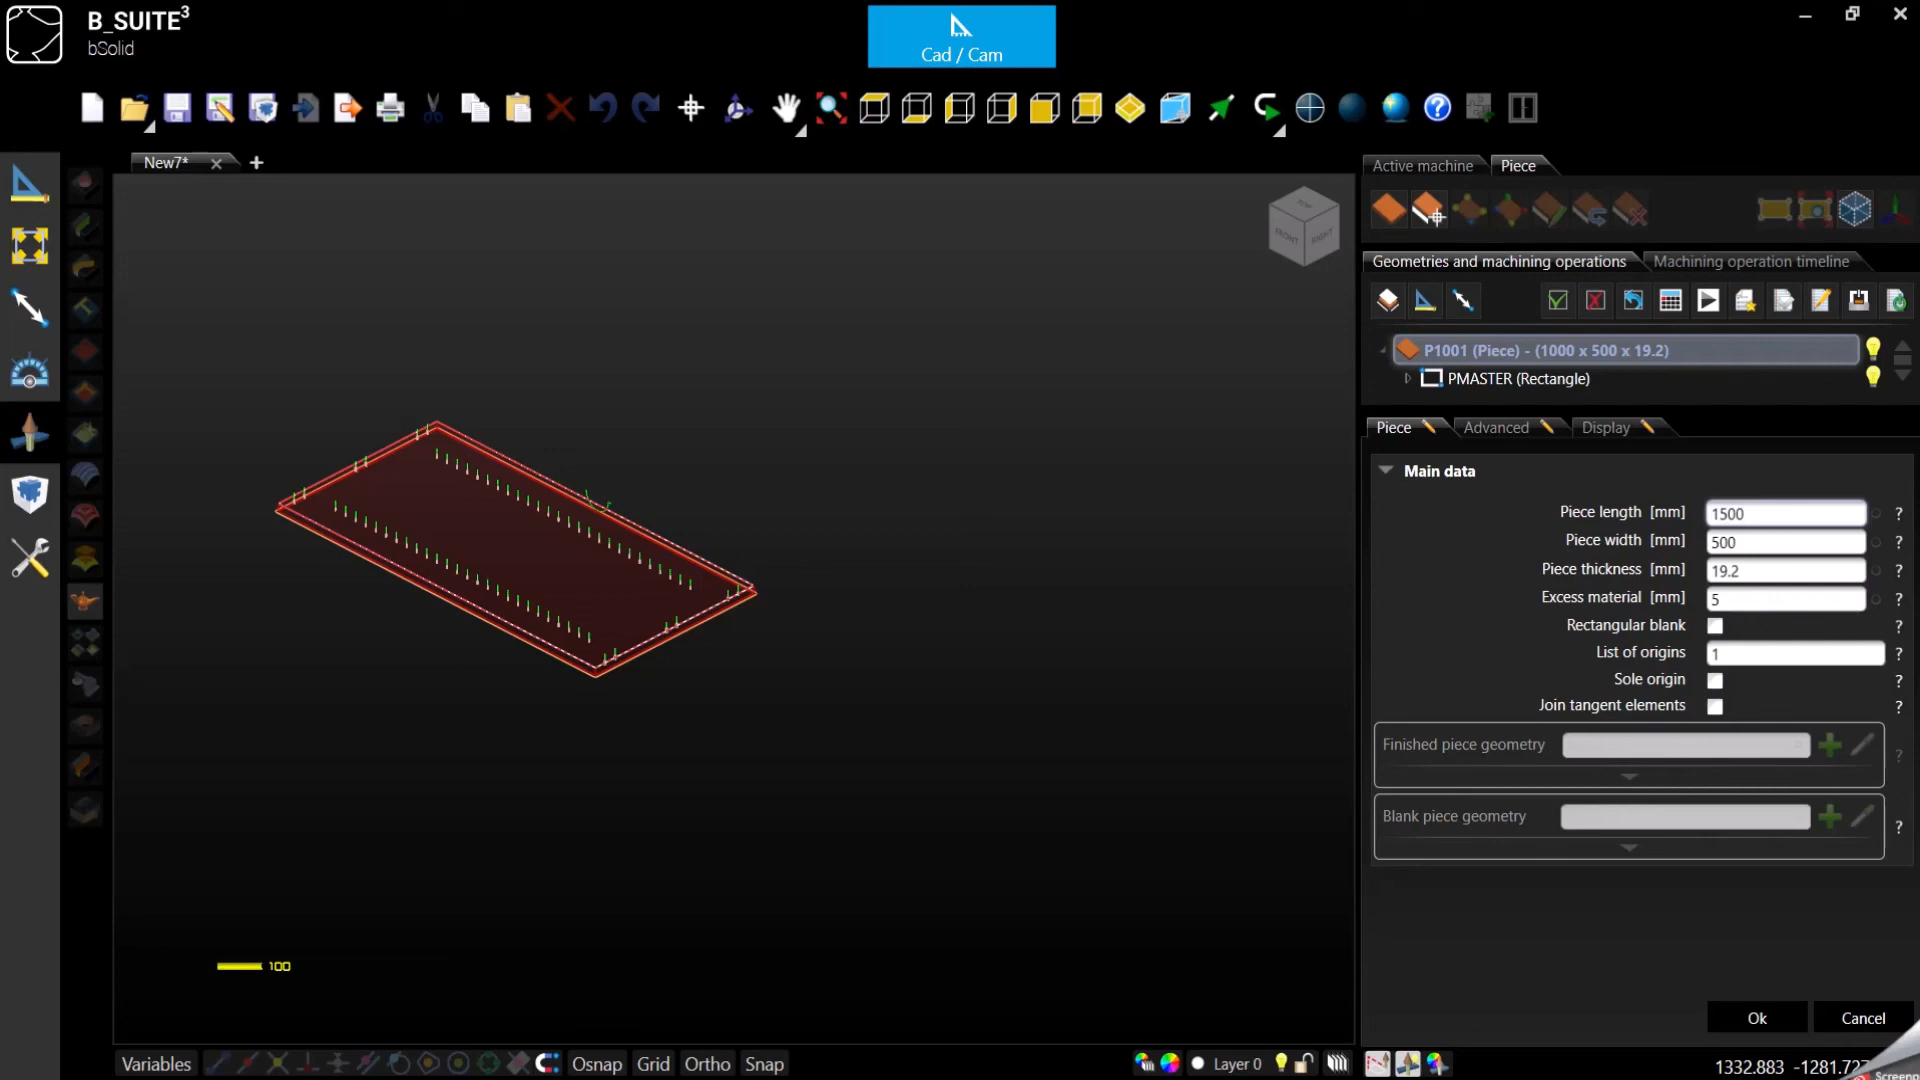 B_SUITE³
bSolid
Cad / Cam
New7*
Active machine
Piece
TOP
FRONT
RIGHT
Geometries and machining operations
Machining operation timeline
P1001 (Piece) - (1000 x 500 x 19.2)
PMASTER (Rectangle)
Piece
Advanced
Display
Main data
Piece length [mm] 1500 ?
Piece width [mm] 500 ?
Piece thickness [mm] 19.2 ?
Excess material [mm] 5 ?
Rectangular blank ?
List of origins 1 ?
Sole origin ?
Join tangent elements ?
Finished piece geometry ?
Blank piece geometry ?
100
Ok
Cancel
Variables
Osnap
Grid
Ortho
Snap
Layer 0
1332.883